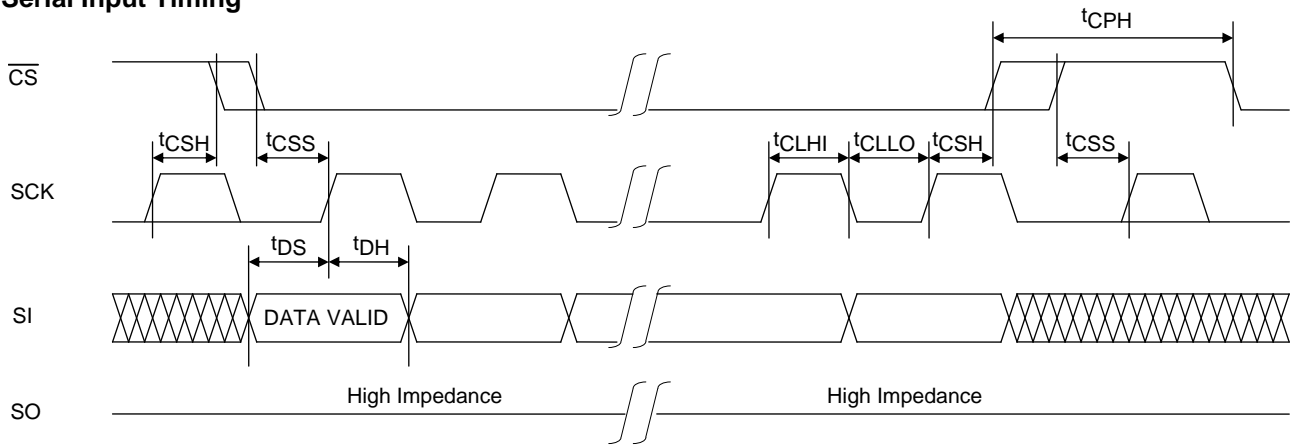 Serial Input Timing
tCPH
CS
tCSH
tCSS
tCLHI
tCLLO
tCSH
tCSS
SCK
tDS
tDH
SI
DATA VALID
High Impedance
High Impedance
SO